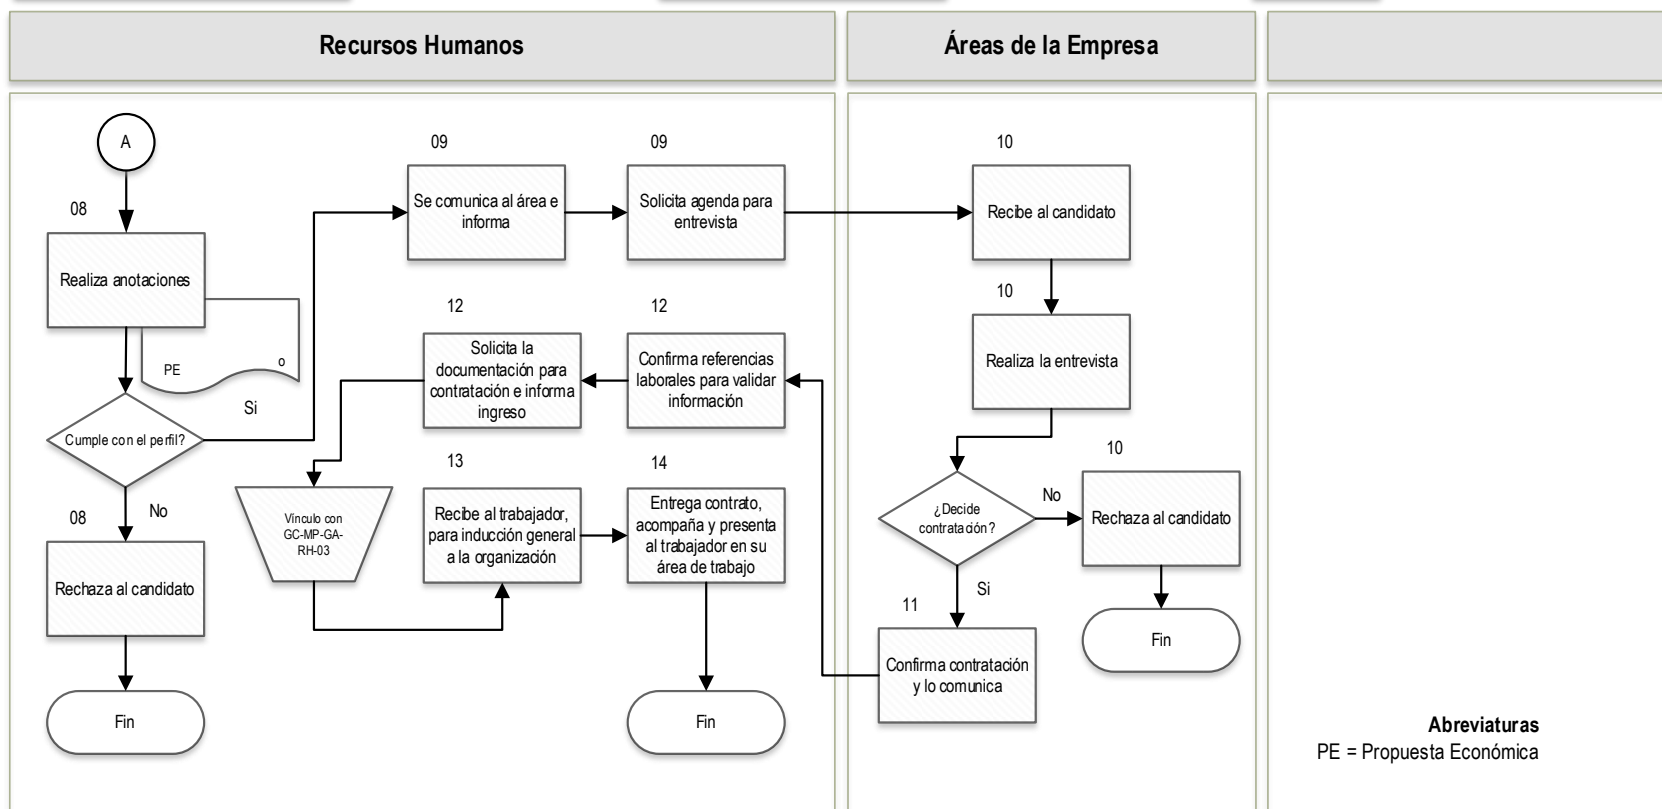 Recursos Humanos
Áreas de la Empresa
A
08
Realiza anotaciones
PE
o
Cumple con el perfil?
Si
No
08
Rechaza al candidato
Fin
09
Se comunica al área e
informa
09
Solicita agenda para
entrevista
12
Solicita la
documentación para
contratación e informa
ingreso
12
Confirma referencias
laborales para validar
información
Vínculo con
GC-MP-GA-
RH-03
13
Recibe al trabajador,
para inducción general
a la organización
14
Entrega contrato,
acompaña y presenta
al trabajador en su
área de trabajo
Fin
10
Recibe al candidato
10
Realiza la entrevista
¿Decide
contratación?
No
10
Rechaza al candidato
Fin
Si
11
Confirma contratación
y lo comunica
Abreviaturas
PE = Propuesta Económica